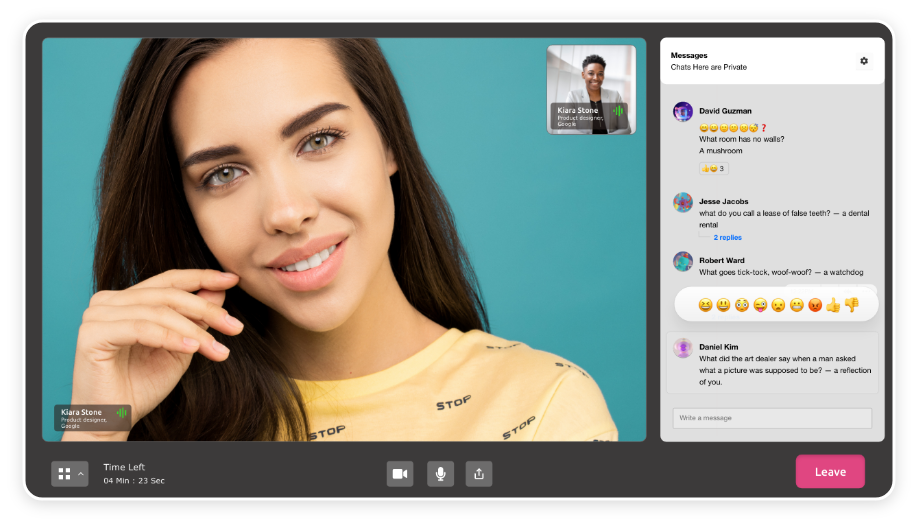 Kiara Stone
Product designer,
Google
STOP
STOP
STOP
Kiara Stone
Product designer,
Google
Messages
Chats Here are Private
David Guzman
What room has no walls?
A mushroom
3
Jesse Jacobs
what do you call a lease of false teeth? — a dental
rental
2 replies
Robert Ward
What goes tick-tock, woof-woof? — a watchdog
Daniel Kim
What did the art dealer say when a man asked
what a picture was supposed to be? — a reflection
of you.
Write a message
Time Left
04 Min : 23 Sec
Leave